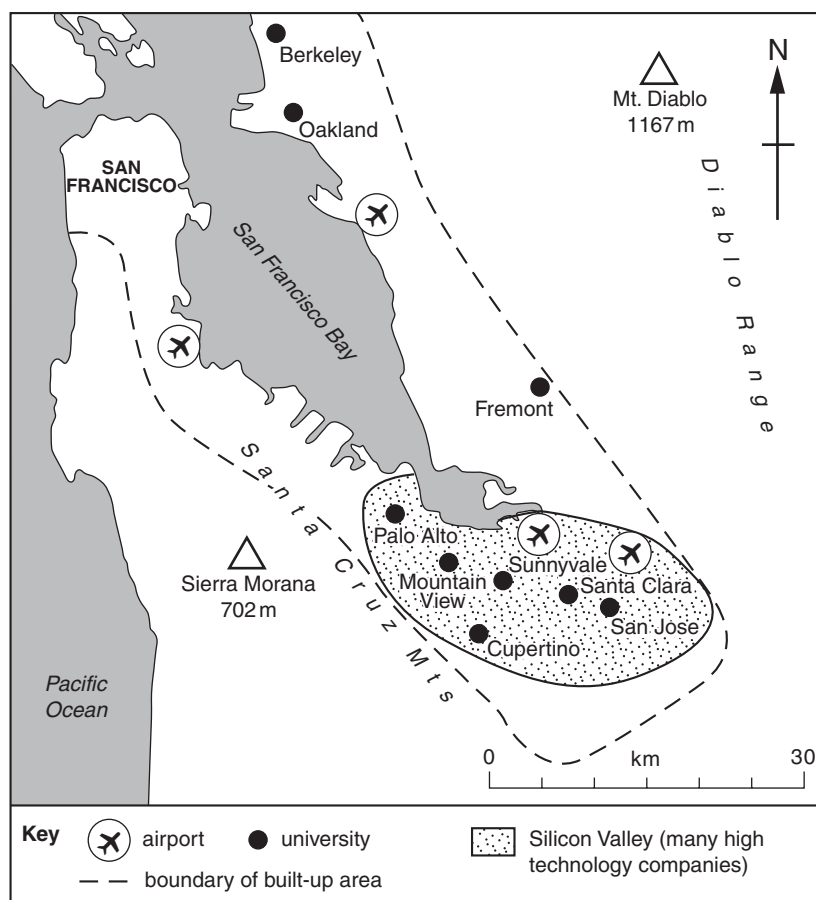 Berkeley
N
Mt. Diablo
1167 m
Oakland
SAN
FRANCISCO
Diablo Range
San Francisco Bay
Fremont
Santa Cruz Mts
Palo Alto
Sierra Morana
702 m
Mountain
View
Sunnyvale
Santa Clara
San Jose
Cupertino
Pacific
Ocean
0 km 30
Key airport university Silicon Valley (many high
technology companies)
boundary of built-up area